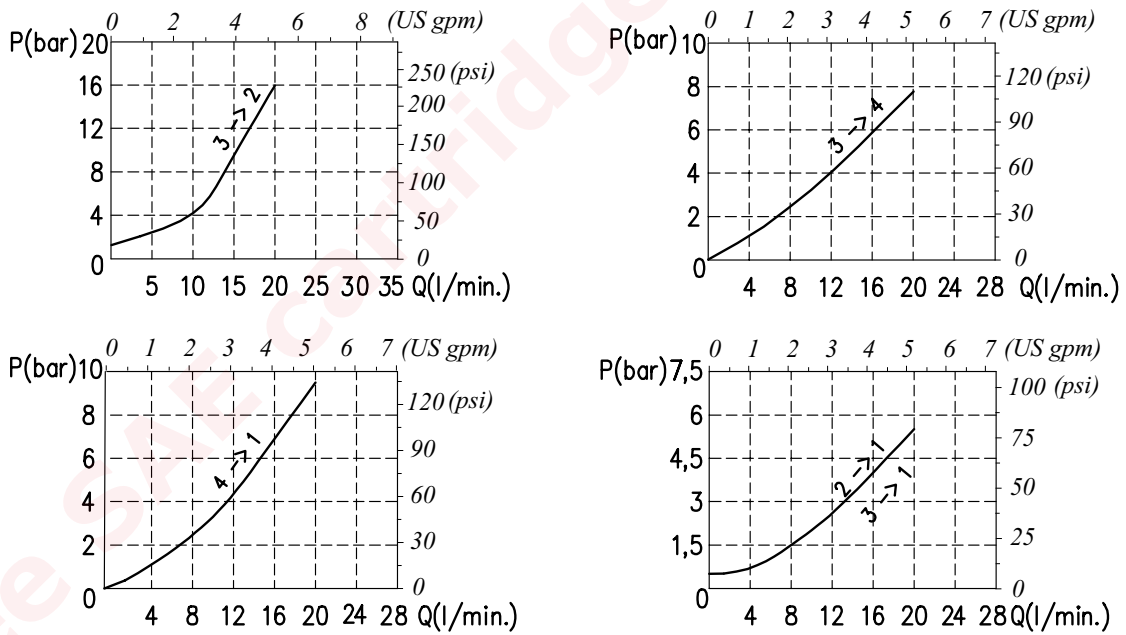 0 2 3 4 5 6 8 (US gpm)
P(bar) 20
16
12
8
4
0
250 (psi)
200
150
100
50
0
3 → 2
5 10 15 20 25 30 35 Q(l/min.)
0 1 2 3 4 5 6 7 (US gpm)
P(bar) 10
8
6
4
2
0
120 (psi)
90
60
30
0
3 → 4
4 8 12 16 20 24 28 Q(l/min.)
0 1 2 3 4 5 6 7 (US gpm)
P(bar) 10
8
6
4
2
0
120 (psi)
90
60
30
0
4 → 1
4 8 12 16 20 24 28 Q(l/min.)
0 1 2 3 4 5 6 7 (US gpm)
P(bar) 7,5
6
4,5
3
1,5
0
100 (psi)
75
50
25
0
2 → 1
3 → 1
4 8 12 16 20 24 28 Q(l/min.)
e SAE cartridge